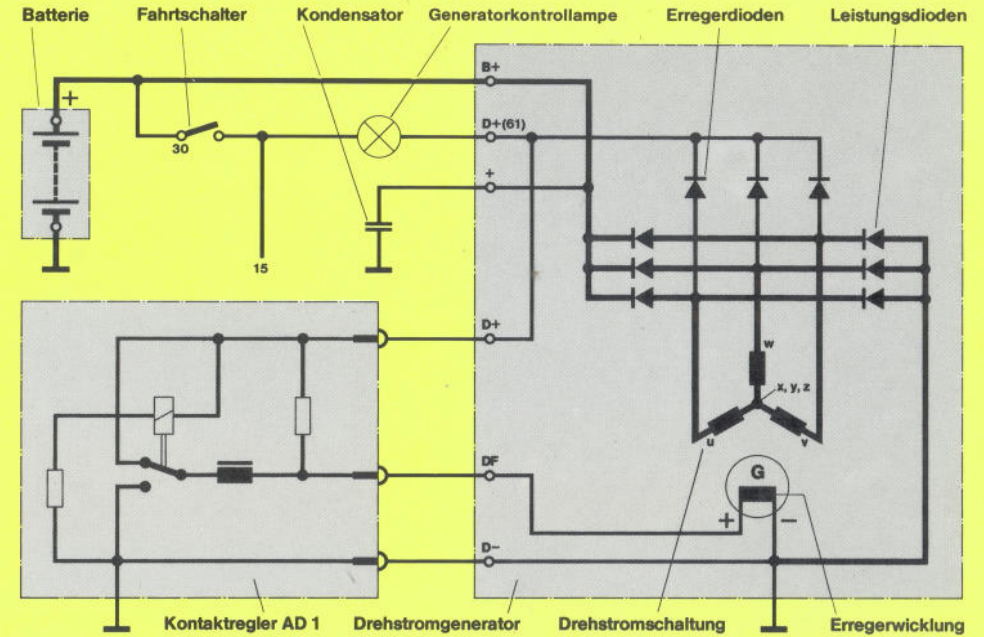 Batterie Fahrtschalter Kondensator Generatorkontrollampe Erregerdioden Leistungsdioden
B+
+
D+(61)
30
+
15
D+
w
x, y, z
u v
DF
G
+ −
D−
Kontaktregler AD 1 Drehstromgenerator Drehstromschaltung Erregerwicklung